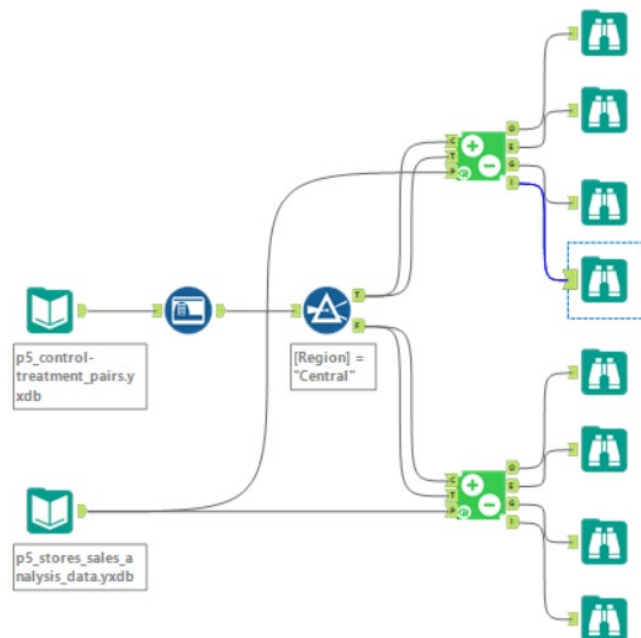 O
E
G
I
C
T
P
T
F
p5_control-
treatment_pairs.y
xdb
[Region] =
"Central"
O
E
G
I
C
T
P
p5_stores_sales_a
nalysis_data.yxdb